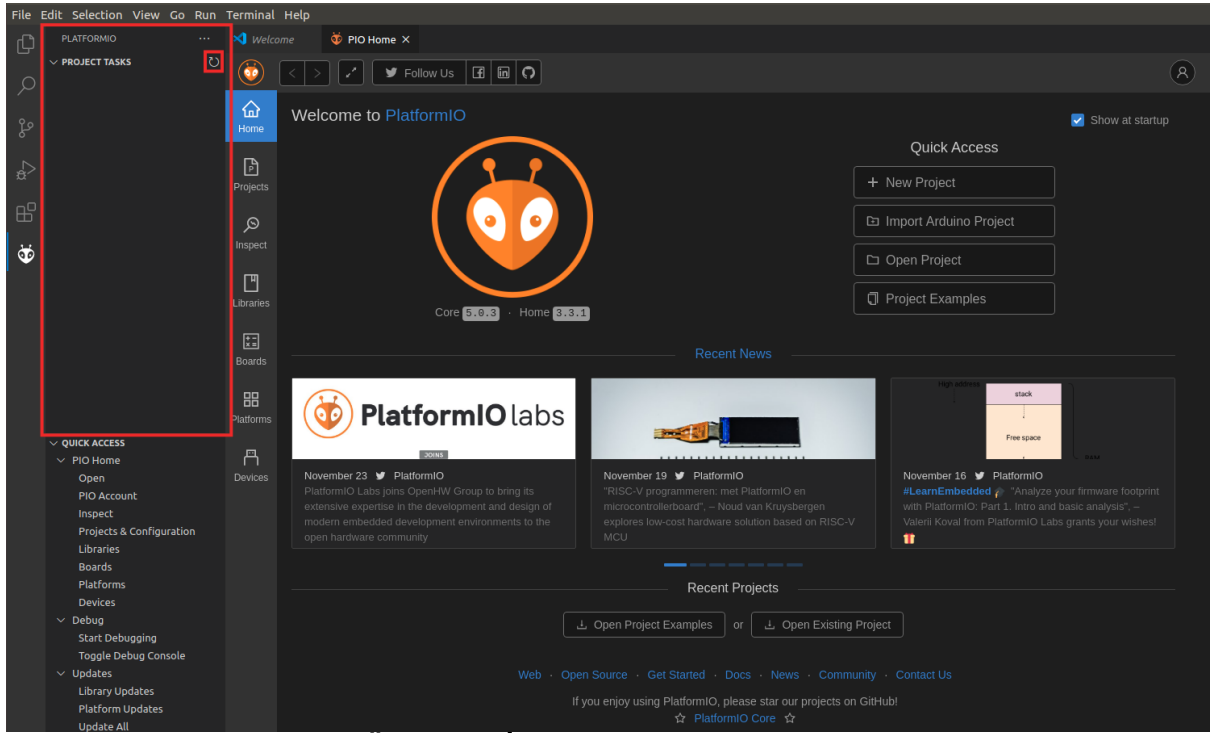 File Edit Selection View Go Run Terminal Help
PLATFORMIO ...
PROJECT TASKS
Welcome
PIO Home ×
Follow Us
Home
Projects
Inspect
Libraries
Boards
Platforms
Devices
Welcome to PlatformIO
Show at startup
Core 5.0.3 · Home 3.3.1
Quick Access
+ New Project
Import Arduino Project
Open Project
Project Examples
Recent News
PlatformIO labs
JOINS
November 23 PlatformIO
PlatformIO Labs joins OpenHW Group to bring its
extensive expertise in the development and design of
modern embedded development environments to the
open hardware community
November 19 PlatformIO
"RISC-V programmeren: met PlatformIO en
microcontrollerboard", – Noud van Kruysbergen
explores low-cost hardware solution based on RISC-V
MCU
High address
stack
Free space
November 16 PlatformIO
#LearnEmbedded "Analyze your firmware footprint
with PlatformIO: Part 1. Intro and basic analysis", –
Valerii Koval from PlatformIO Labs grants your wishes!
Recent Projects
Open Project Examples or Open Existing Project
Web · Open Source · Get Started · Docs · News · Community · Contact Us
If you enjoy using PlatformIO, please star our projects on GitHub!
PlatformIO Core
QUICK ACCESS
PIO Home
Open
PIO Account
Inspect
Projects & Configuration
Libraries
Boards
Platforms
Devices
Debug
Start Debugging
Toggle Debug Console
Updates
Library Updates
Platform Updates
Update All